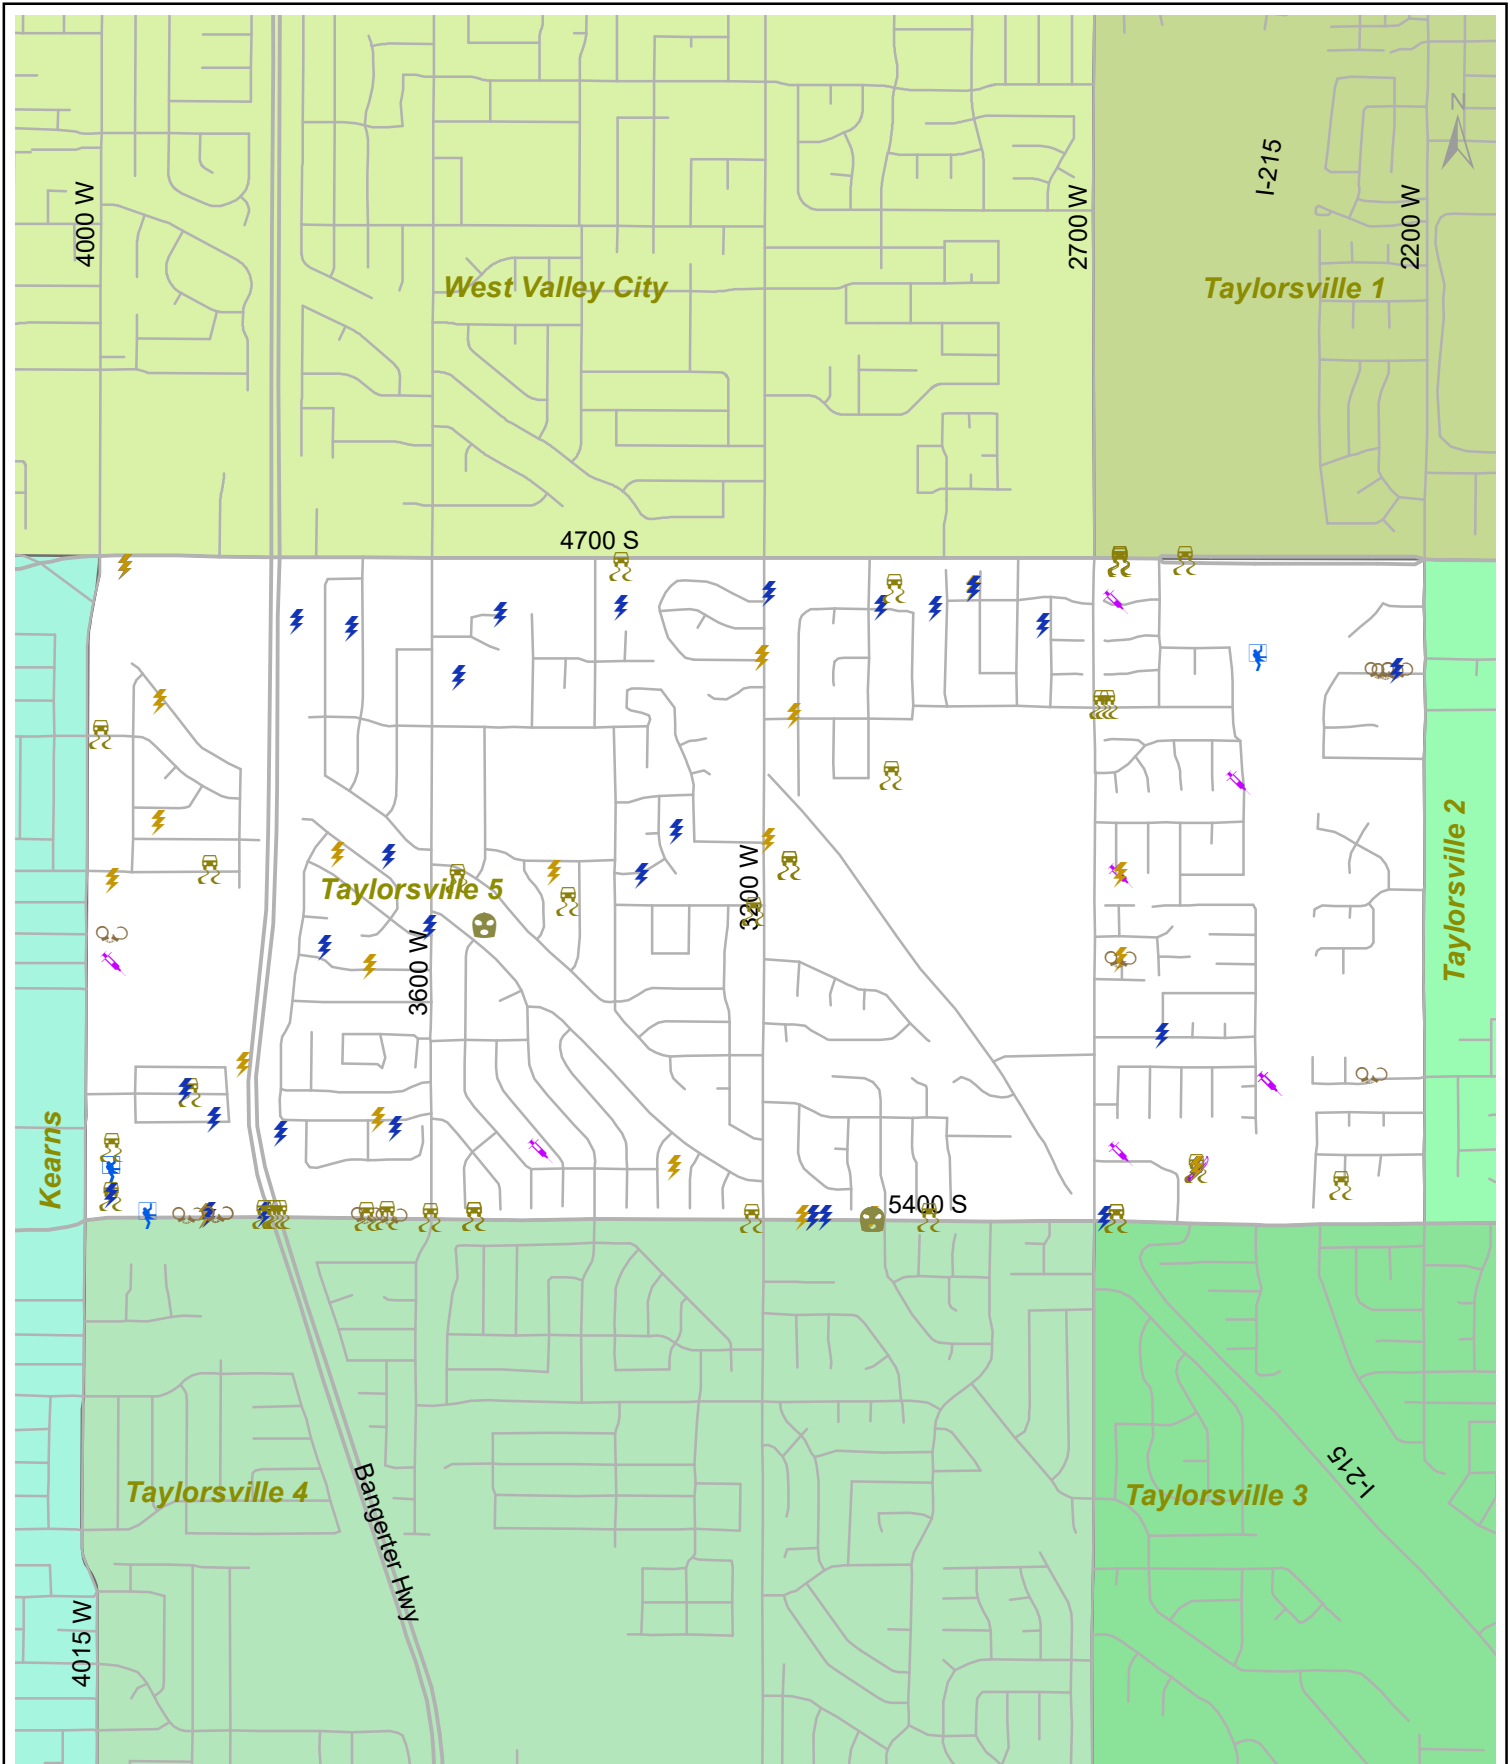 N
I-215
4000 W
2700 W
2200 W
West Valley City
Taylorsville 1
4700 S
Taylorsville 2
3200 W
Taylorsville 5
3600 W
Kearns
5400 S
I-215
Taylorsville 4
Taylorsville 3
Bangerter Hwy
4015 W